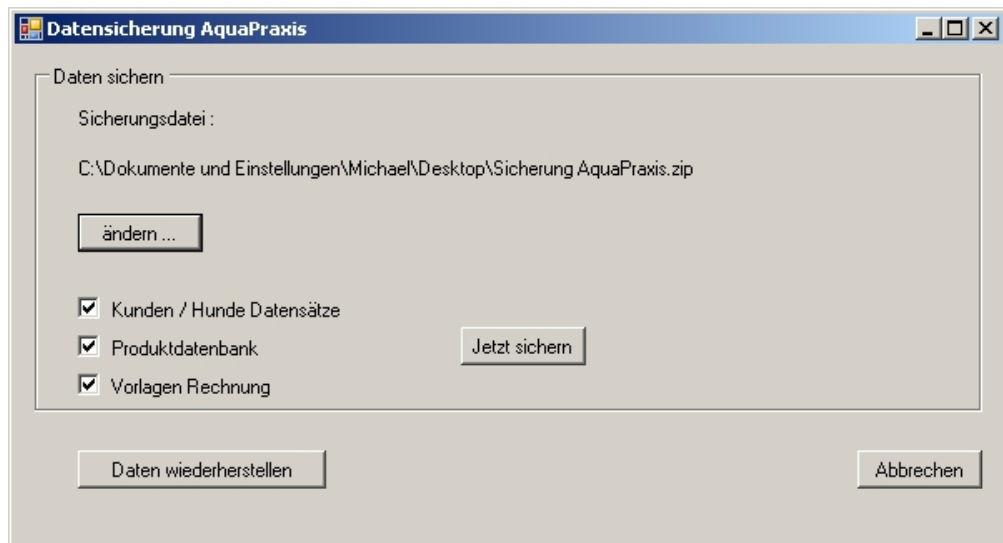 Datensicherung AquaPraxis
Daten sichern
Sicherungsdatei :
C:\Dokumente und Einstellungen\Michael\Desktop\Sicherung AquaPraxis.zip
ändern ...
Kunden / Hunde Datensätze
Produktdatenbank
Jetzt sichern
Vorlagen Rechnung
Daten wiederherstellen
Abbrechen